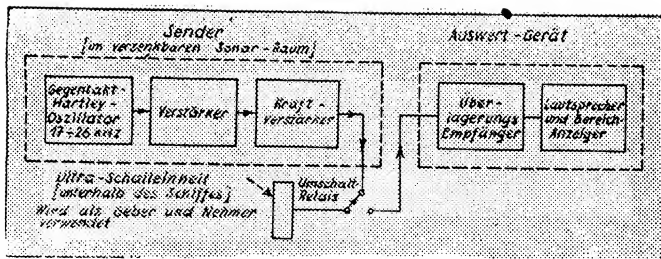 Sender
[im versenkbaren Sonar-Raum]
Auswert-Gerät
Gegentakt-
Hartley-
Oszillator
17÷26 kHz
Verstärker
Kraft-
verstärker
Über-
lagerungs
Empfänger
Lautsprecher
und Bereich-
Anzeiger
Ultra-Schalleinheit
[unterhalb des Schiffes]
Wird als Geber und Nehmer
verwendet
Umschalt-
Relais